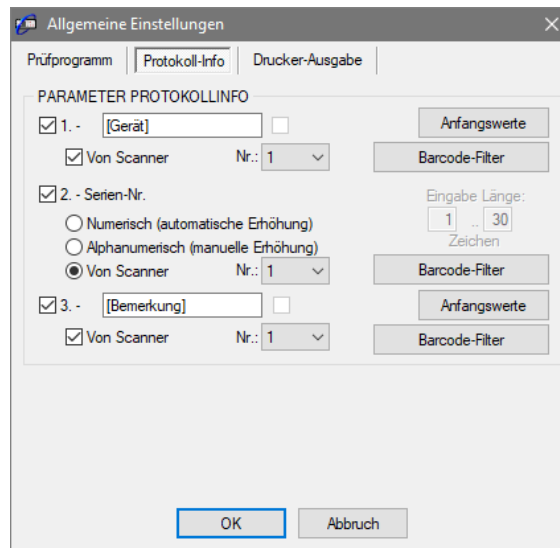 Allgemeine Einstellungen
Prüfprogramm Protokoll-Info Drucker-Ausgabe
PARAMETER PROTOKOLLINFO
1. - [Gerät] Anfangswerte
Von Scanner Nr.: 1 Barcode-Filter
2. - Serien-Nr. Eingabe Länge:
Numerisch (automatische Erhöhung) 1 .. 30
Alphanumerisch (manuelle Erhöhung) Zeichen
Von Scanner Nr.: 1 Barcode-Filter
3. - [Bemerkung] Anfangswerte
Von Scanner Nr.: 1 Barcode-Filter
OK Abbruch